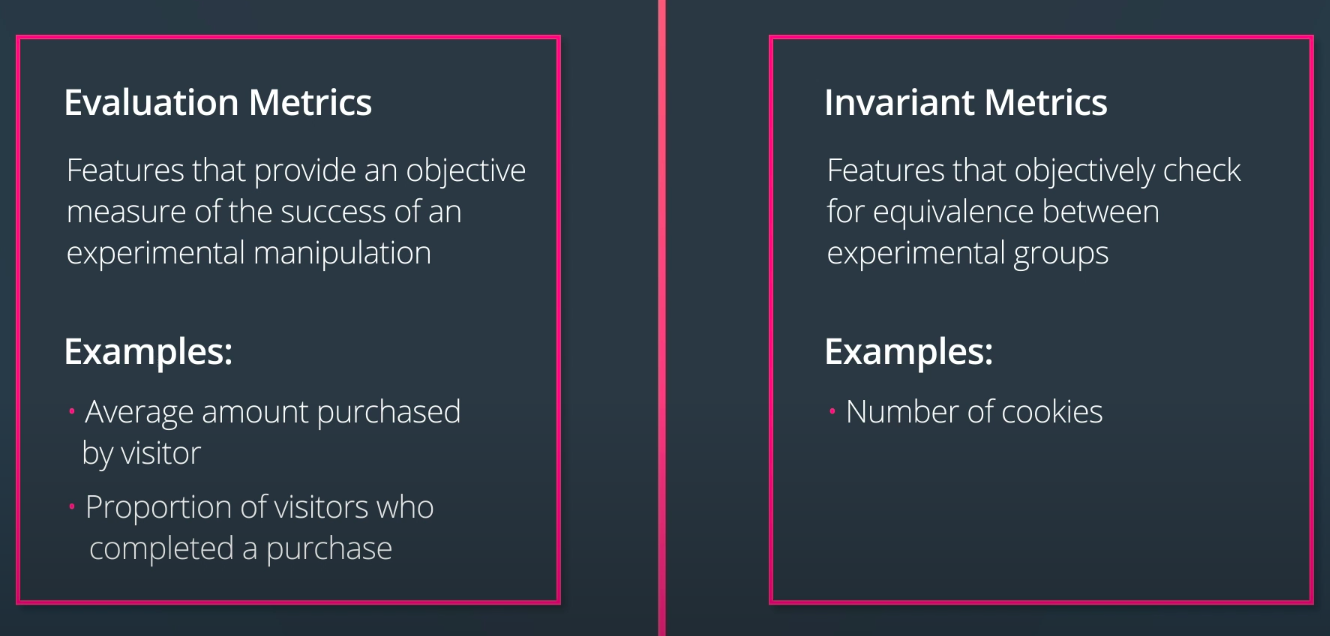 Evaluation Metrics
Features that provide an objective
measure of the success of an
experimental manipulation
Examples:
• Average amount purchased
by visitor
• Proportion of visitors who
completed a purchase
Invariant Metrics
Features that objectively check
for equivalence between
experimental groups
Examples:
• Number of cookies